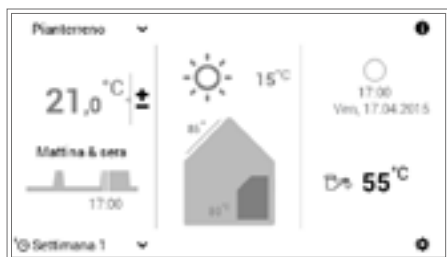 Pianterreno
21,0 °C ±
Mattina & sera
17:00
Settimana 1
15°C
17:00
Ven, 17.04.2015
55°C